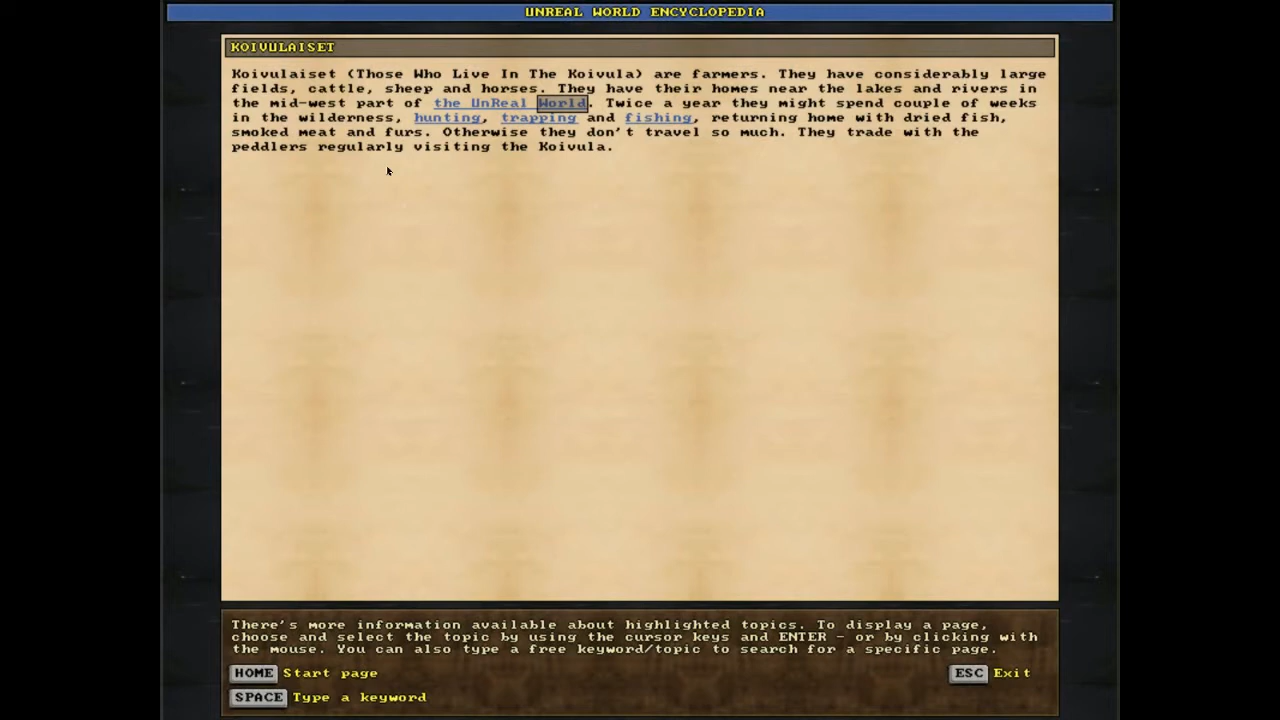 UNREAL WORLD ENCYCLOPEDIA
KOIVULAISET
Koivulaiset (Those Who Live In The Koivula) are farmers. They have considerably large
fields, cattle, sheep and horses. They have their homes near the lakes and rivers in
the mid-west part of the UnReal World. Twice a year they might spend couple of weeks
in the wilderness, hunting, trapping and fishing, returning home with dried fish,
smoked meat and furs. Otherwise they don't travel so much. They trade with the
peddlers regularly visiting the Koivula.
There's more information available about highlighted topics. To display a page,
choose and select the topic by using the cursor keys and ENTER - or by clicking with
the mouse. You can also type a free keyword/topic to search for a specific page.
HOME Start page ESC Exit
SPACE Type a keyword